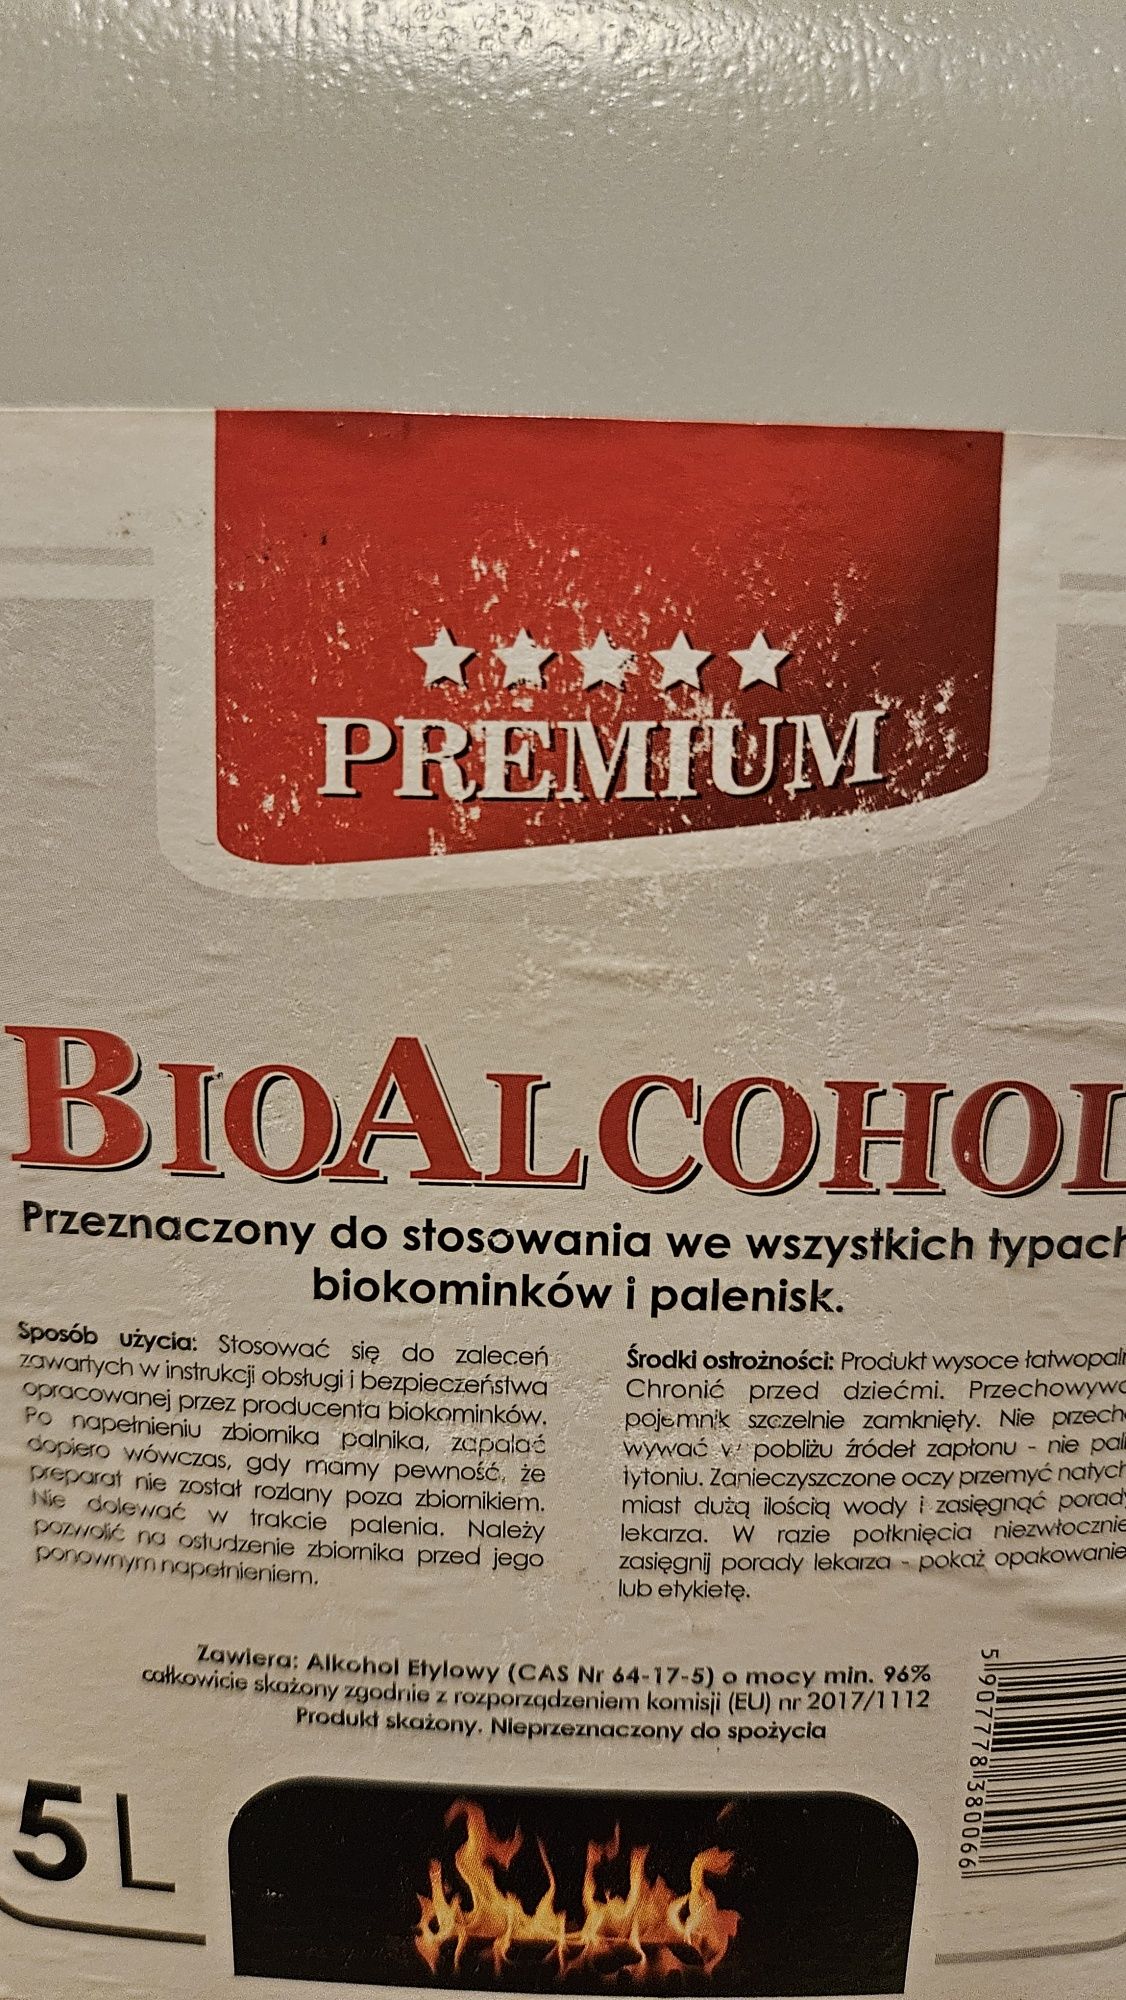 PREMIUM
BIOALCOHOL
Przeznaczony do stosowania we wszystkich typach
biokominków i palenisk.
Sposób użycia: Stosować się do zaleceń
zawartych w instrukcji obsługi i bezpieczeństwa
opracowanej przez producenta biokominków.
Po napełnieniu zbiornika palnika, zapalać
dopiero wówczas, gdy mamy pewność, że
preparat nie został rozlany poza zbiornikiem.
Nie dolewać w trakcie palenia. Należy
pozwolić na ostudzenie zbiornika przed jego
ponownym napełnieniem.
Środki ostrożności: Produkt wysoce łatwopaln
Chronić przed dziećmi. Przechowywa
pojemnik szczelnie zamknięty. Nie przecho
wywać w pobliżu źródeł zapłonu - nie pali
tytoniu. Zanieczyszczone oczy przemyć natych
miast dużą ilością wody i zasięgnąć porady
lekarza. W razie połknięcia niezwłocznie
zasięgnij porady lekarza - pokaż opakowanie
lub etykietę.
Zawiera: Alkohol Etylowy (CAS Nr 64-17-5) o mocy min. 96%
całkowicie skażony zgodnie z rozporządzeniem komisji (EU) nr 2017/1112
Produkt skażony. Nieprzeznaczony do spożycia
5 L
5 907778 380066